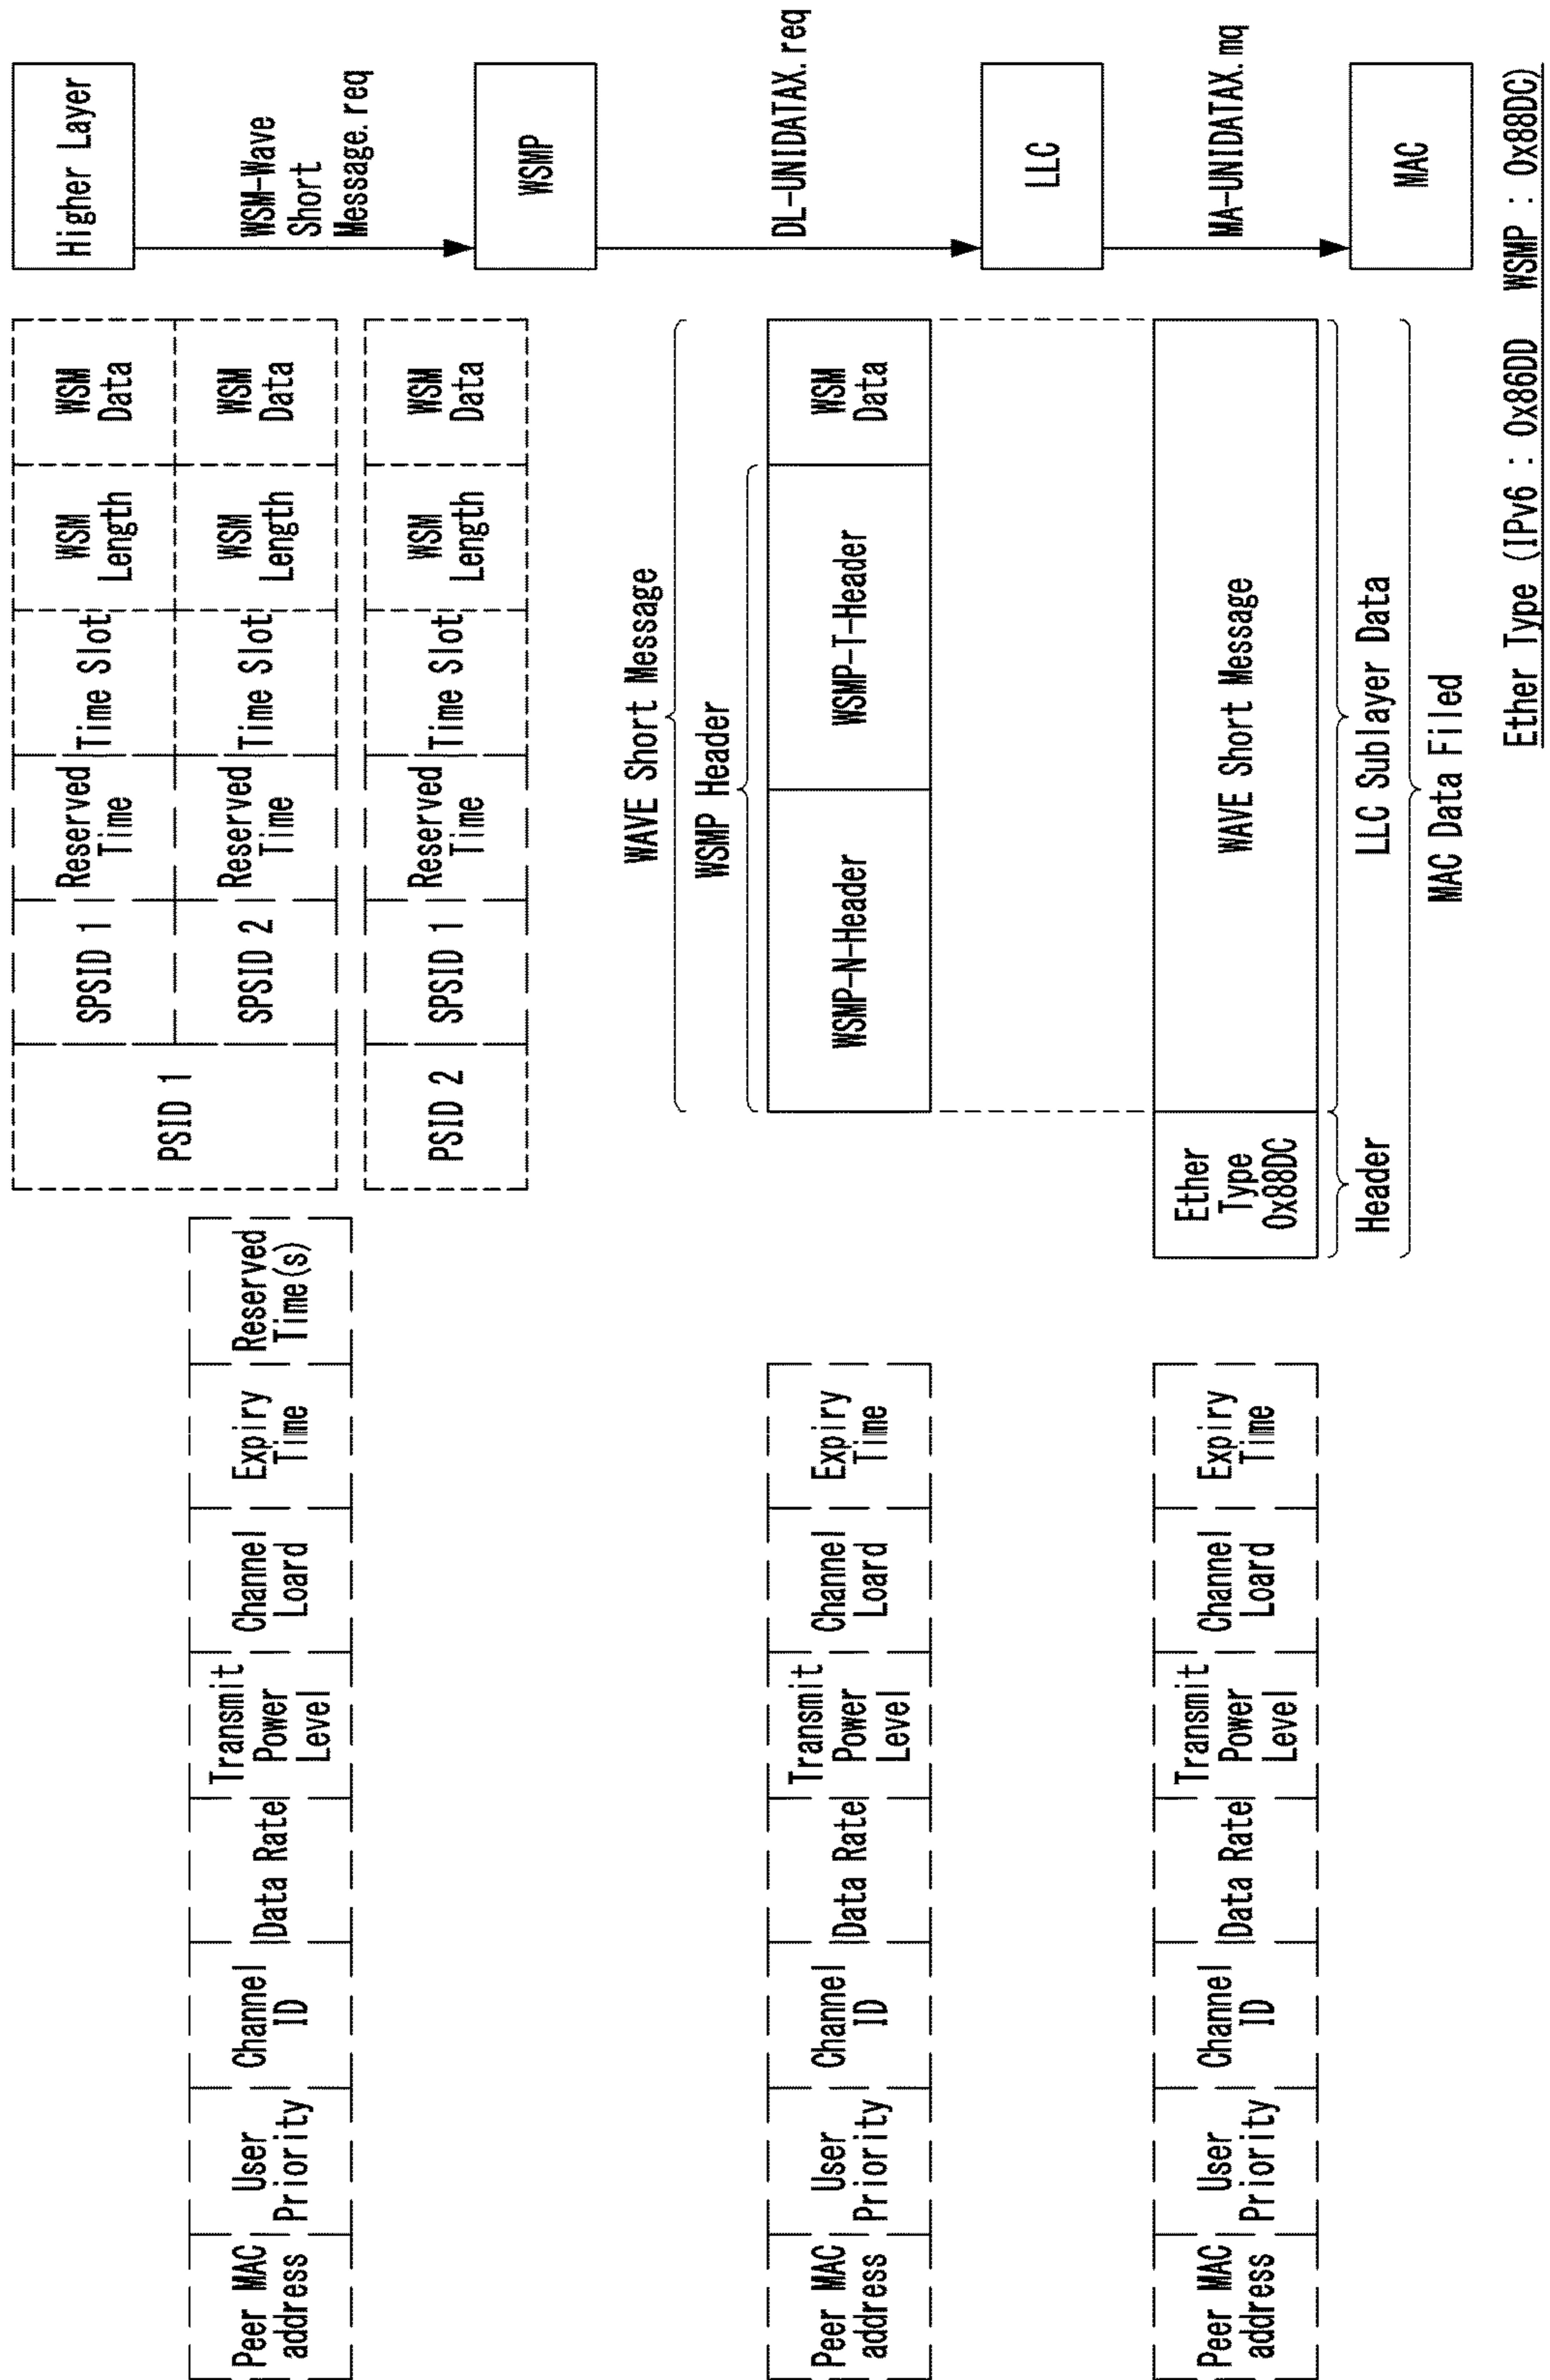 Higher Layer
WSM-Wave
Short
Message.req
WSMP
DL-UNIDATAX.req
LLC
MA-UNIDATAX.mq
MAC
Peer MAC
address
User
Priority
Channel
ID
Data Rate
Transmit
Power
Level
Channel
Loard
Expiry
Time
Reserved
Time(s)
PSID 1
SPSID 1
Reserved
Time
Time Slot
WSM
Length
WSM
Data
SPSID 2
Reserved
Time
Time Slot
WSM
Length
WSM
Data
PSID 2
SPSID 1
Reserved
Time
Time Slot
WSM
Length
WSM
Data
WAVE Short Message
WSMP Header
Peer MAC
address
User
Priority
Channel
ID
Data Rate
Transmit
Power
Level
Channel
Loard
Expiry
Time
WSMP-N-Header
WSMP-T-Header
WSM
Data
Peer MAC
address
User
Priority
Channel
ID
Data Rate
Transmit
Power
Level
Channel
Loard
Expiry
Time
Ether
Type
0x88DC
WAVE Short Message
Header
LLC Sublayer Data
MAC Data Filed
Ether Type (IPv6 : 0x86DD WSMP : 0x88DC)